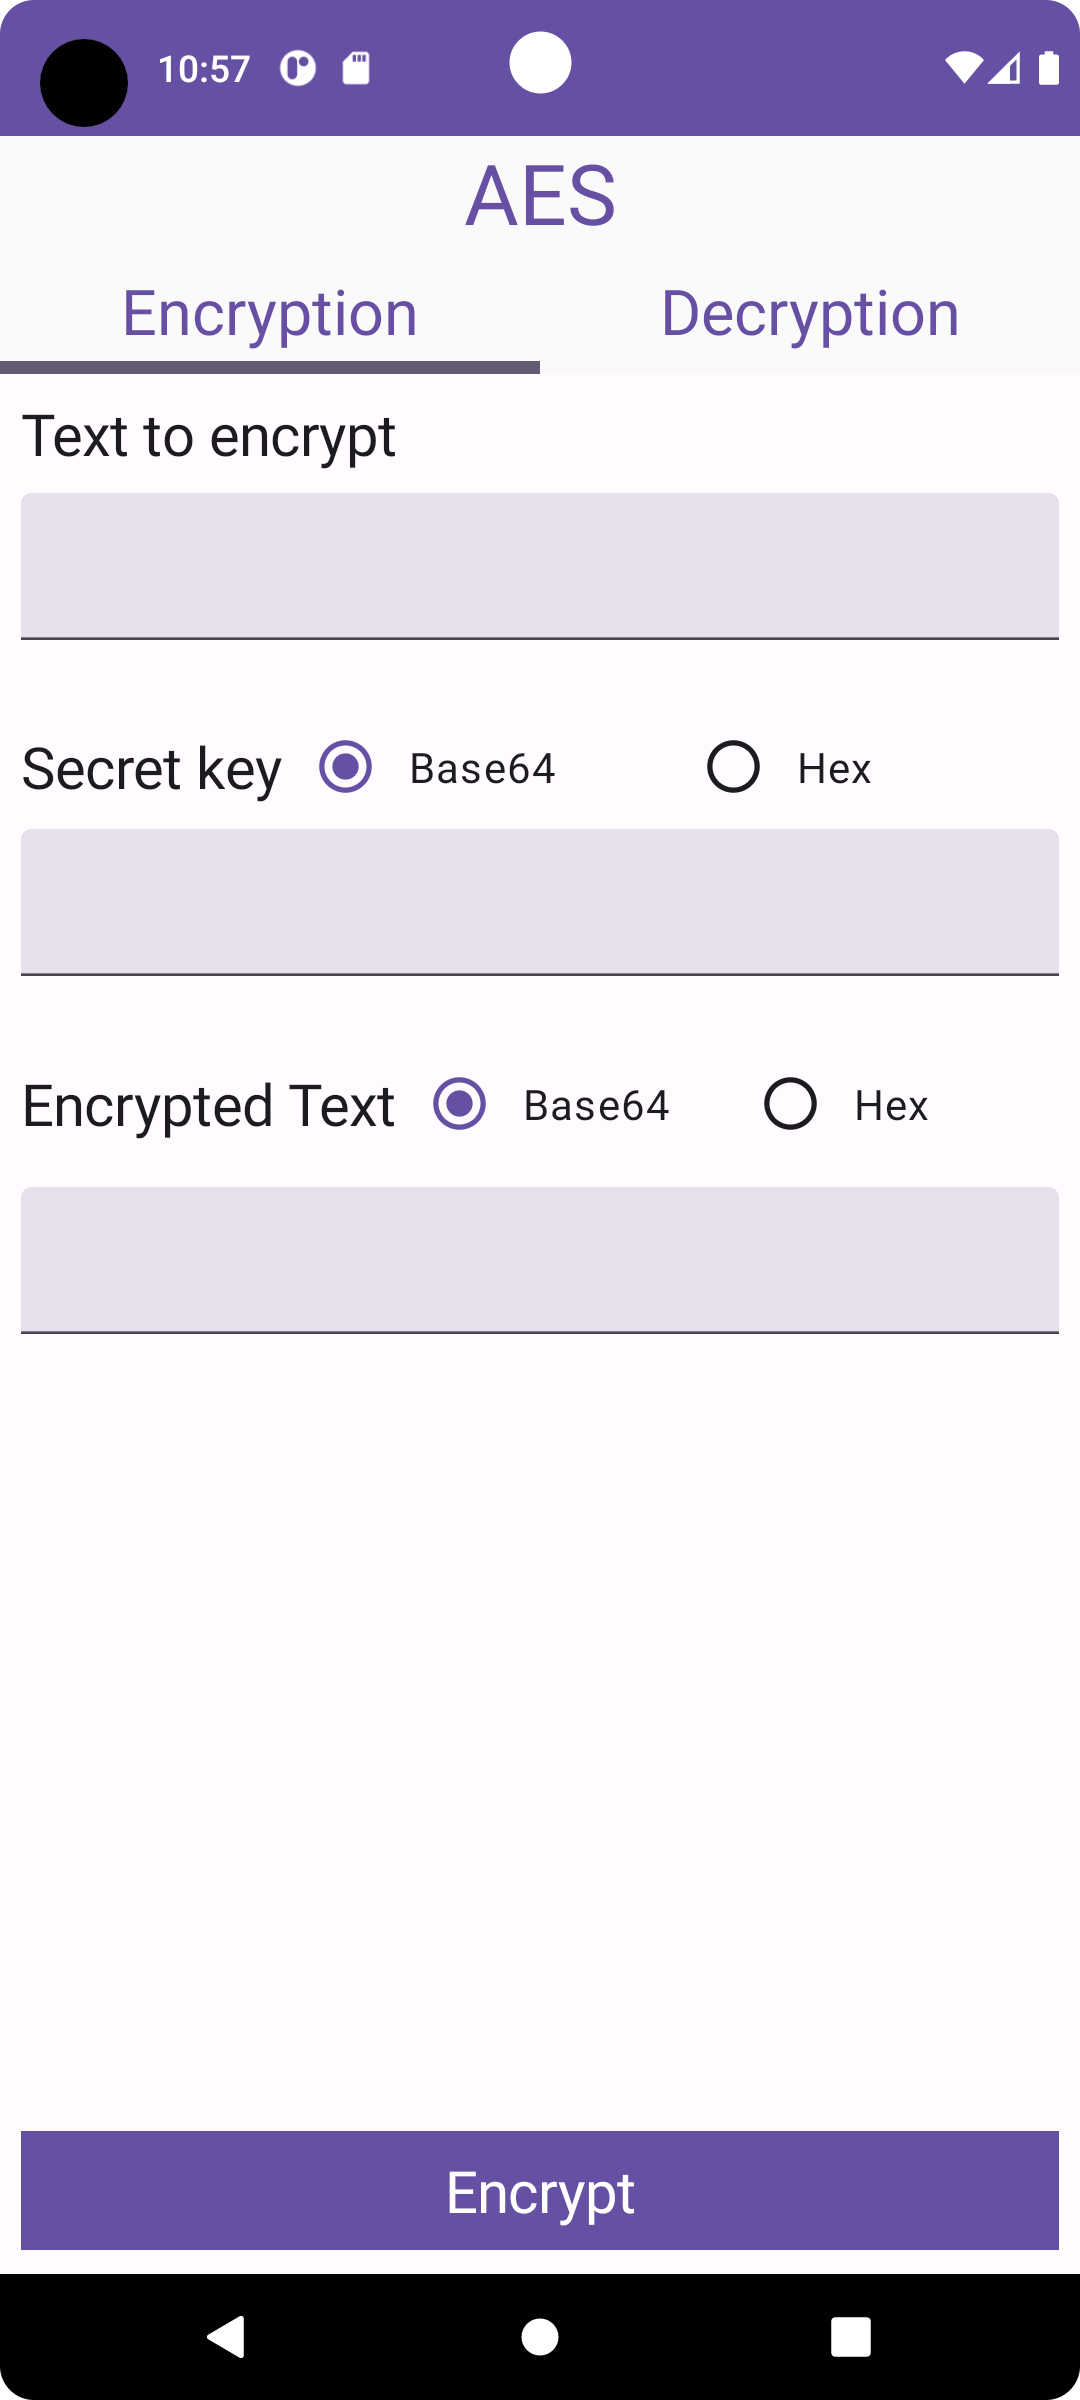 10:57
AES
Encryption Decryption
Text to encrypt
Secret key Base64 Hex
Encrypted Text Base64 Hex
Encrypt